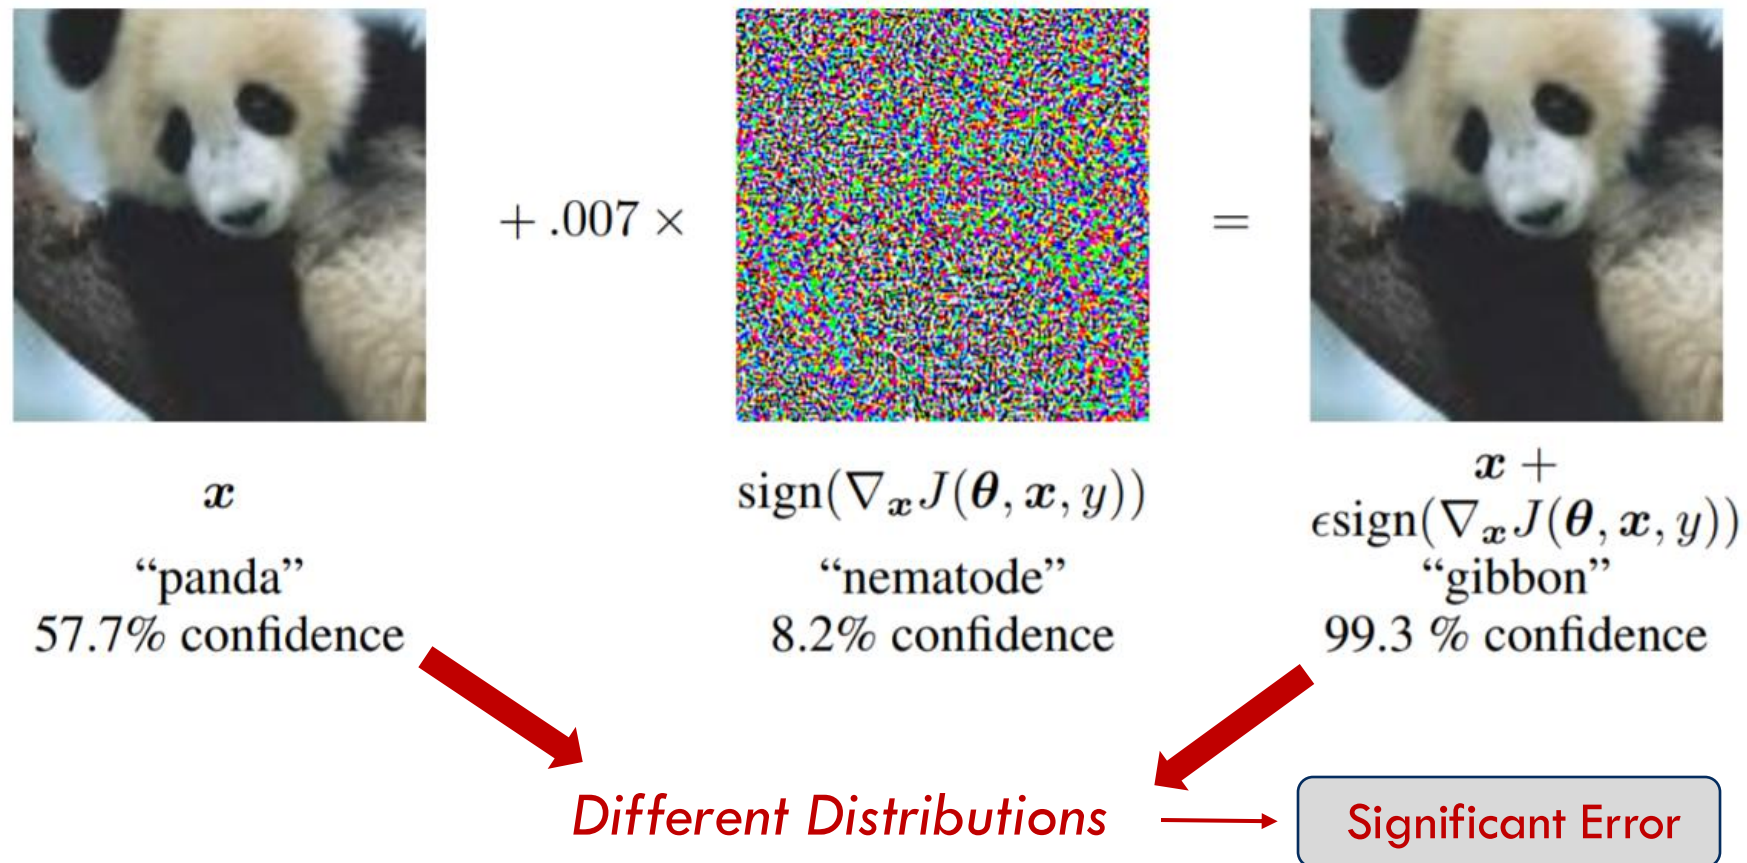 + .007 ×
=
x
sign(∇ₓJ(θ, x, y))
x +
ϵsign(∇ₓJ(θ, x, y))
“panda”
“nematode”
“gibbon”
57.7% confidence
8.2% confidence
99.3 % confidence
Different Distributions
Significant Error